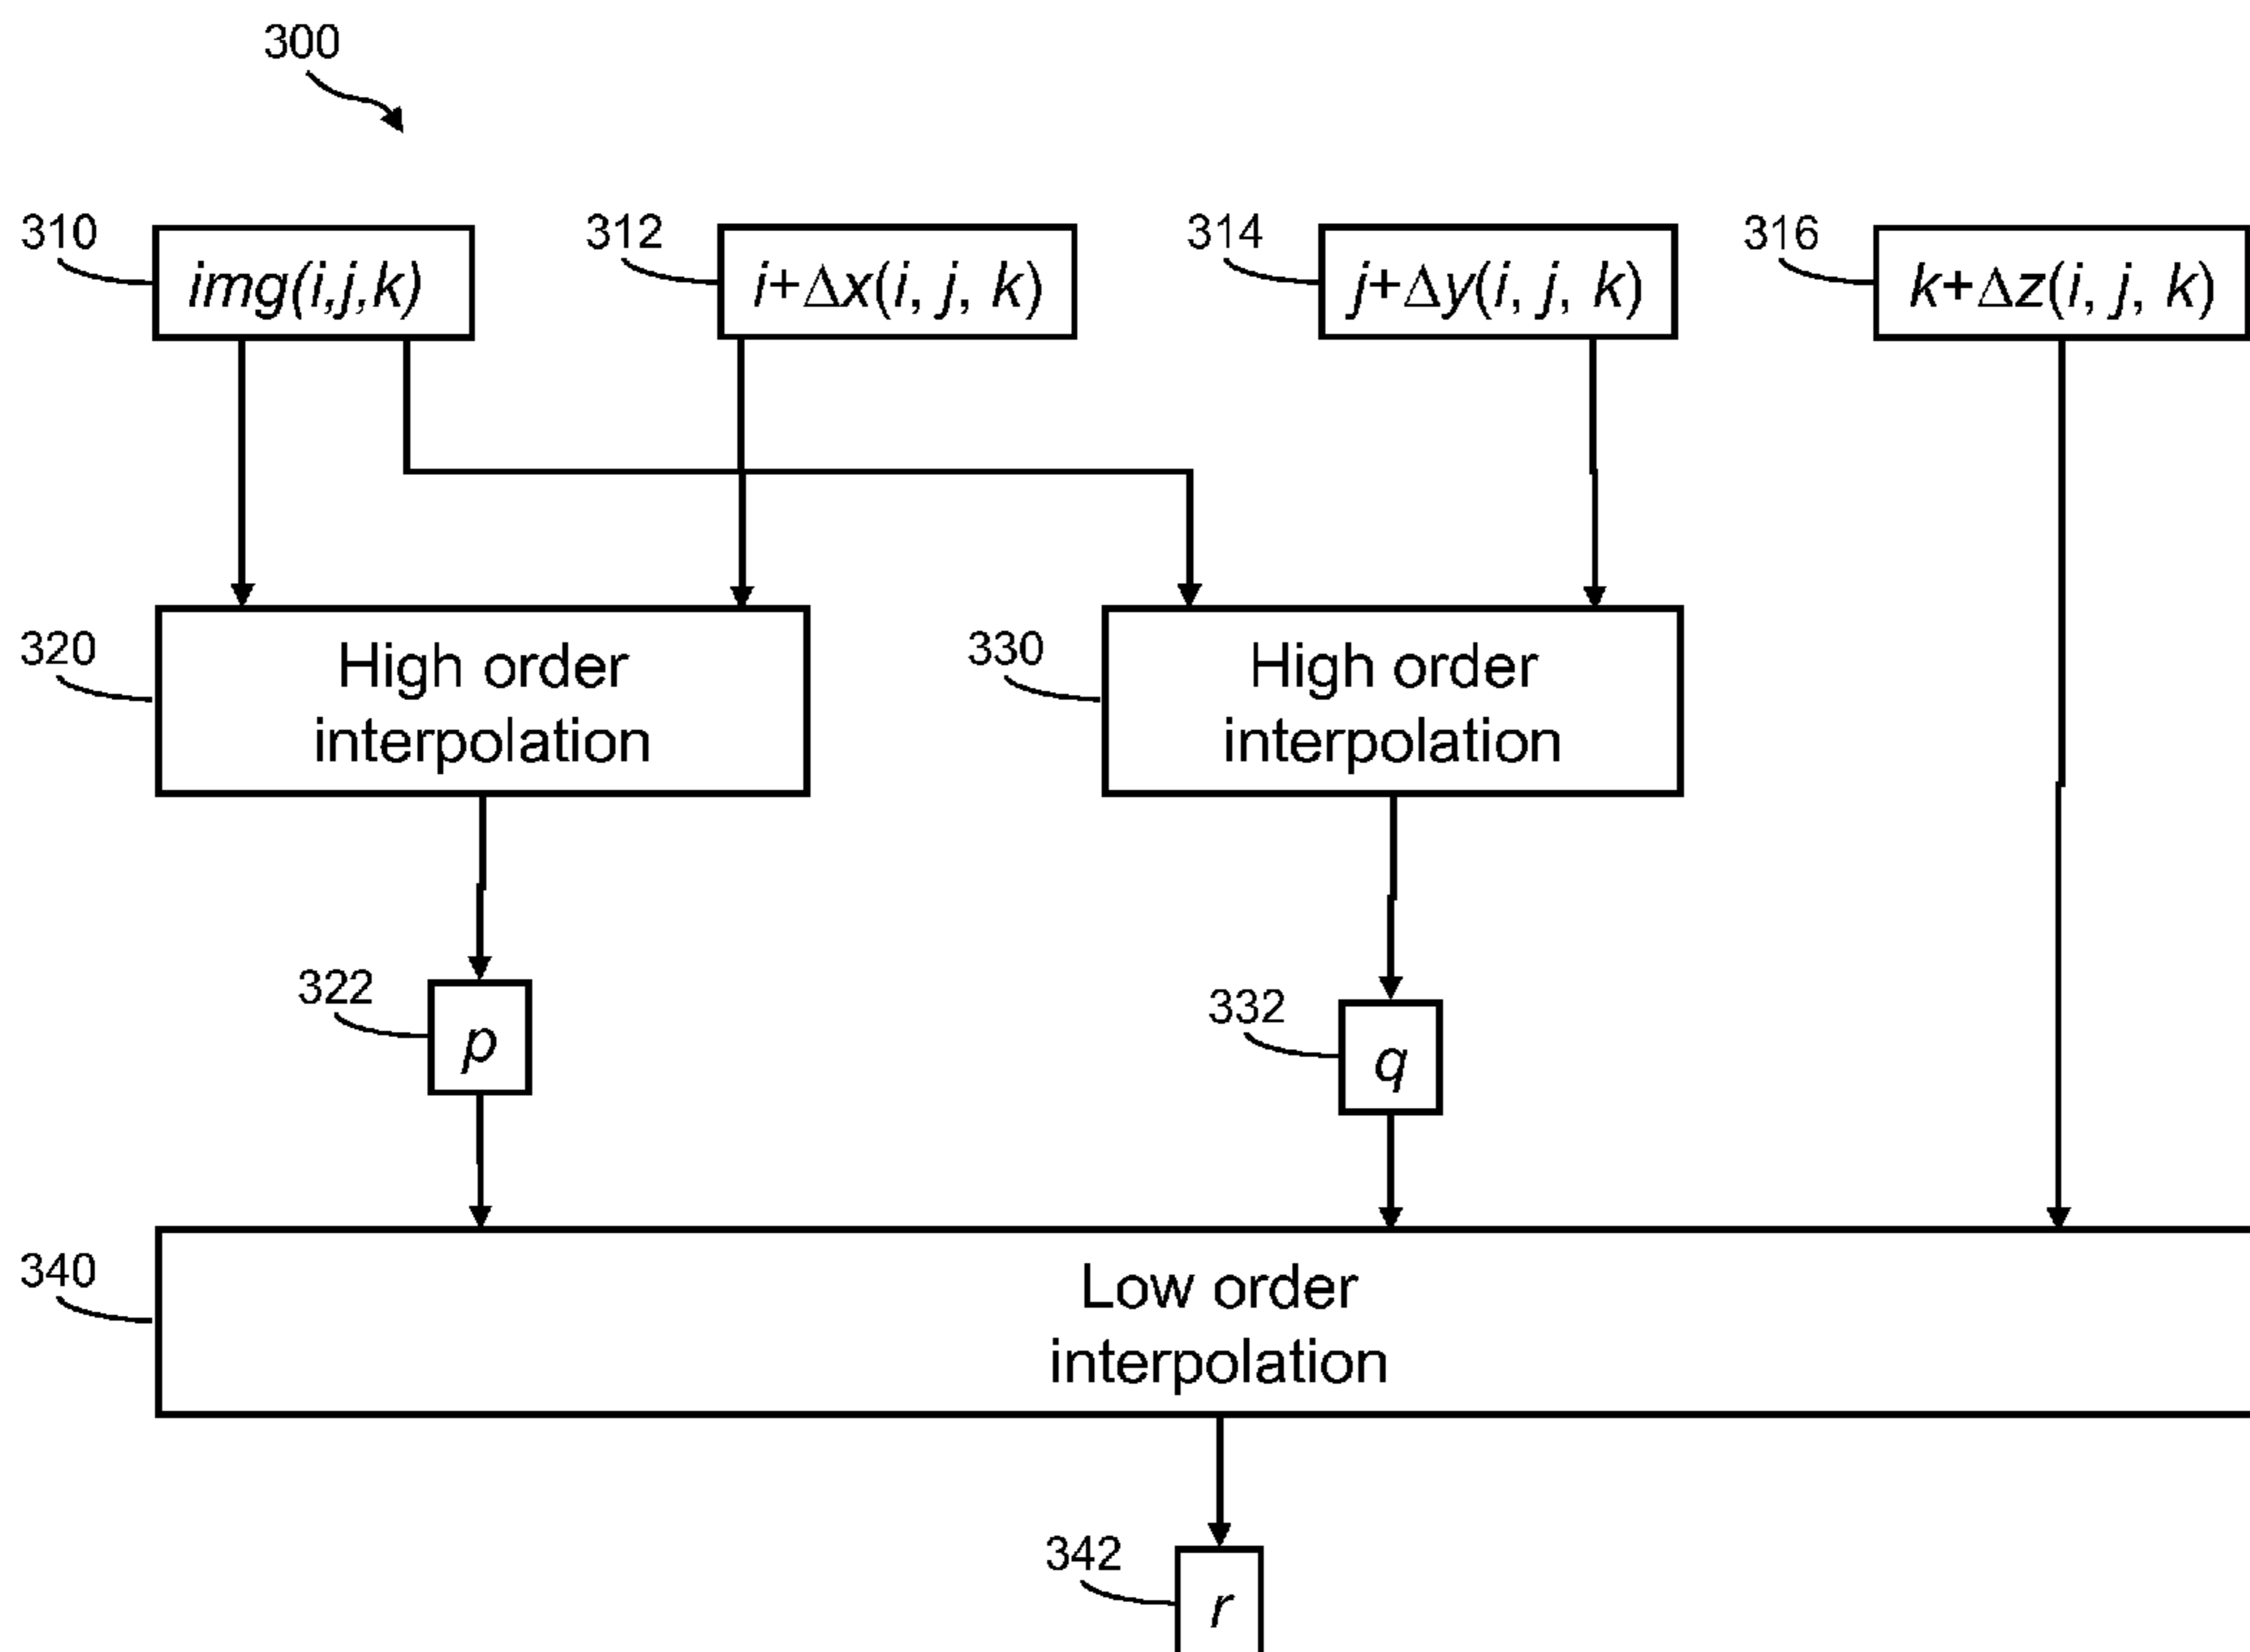 300
310
img(i,j,k)
312
i+Δx(i, j, k)
314
j+Δy(i, j, k)
316
k+Δz(i, j, k)
320
High order
interpolation
330
High order
interpolation
322
p
332
q
340
Low order
interpolation
342
r